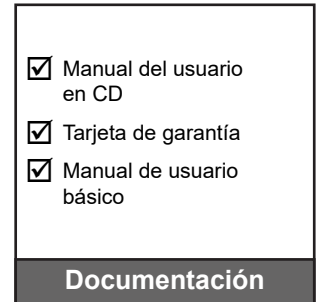 Manual del usuario
en CD
Tarjeta de garantía
Manual de usuario
básico
Documentación